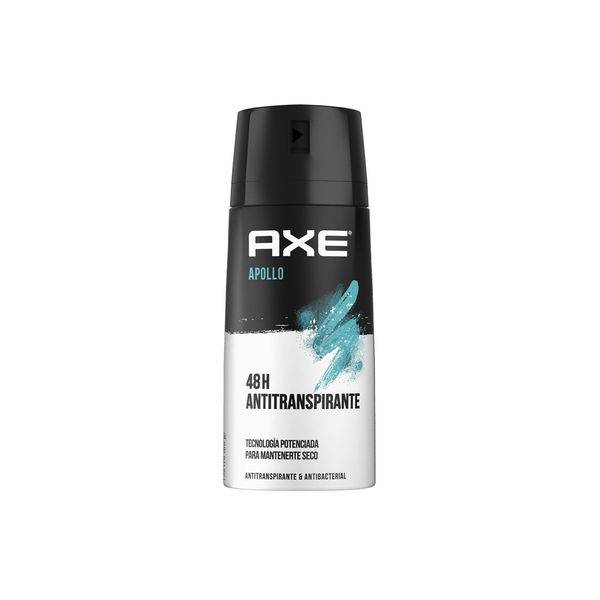 AXE®
APOLLO
48H
ANTITRANSPIRANTE
TECNOLOGÍA POTENCIADA
PARA MANTENERTE SECO
ANTITRANSPIRANTE & ANTIBACTERIAL